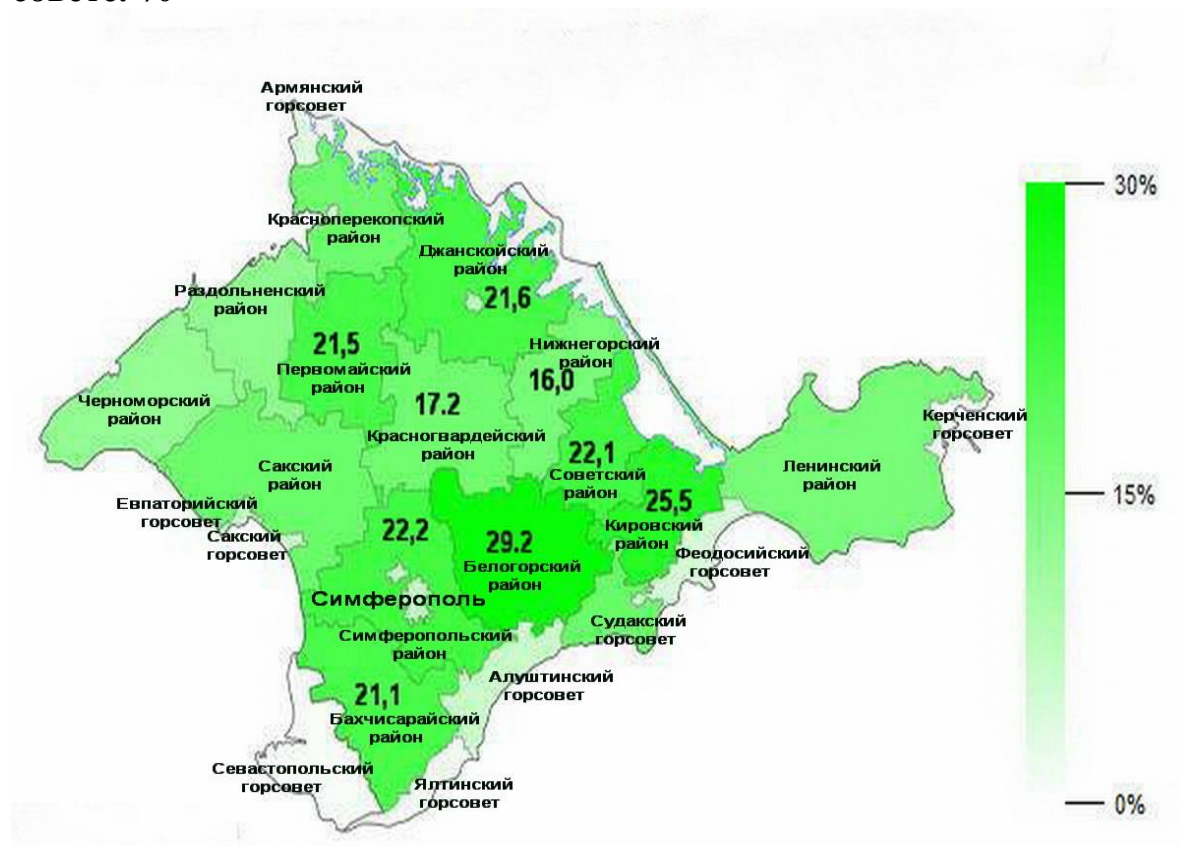 Армянский
горсовет
30%
Красноперекопский
район
Джанскойский
район
21,6
Раздольненский
район
21,5
Первомайский
район
Нижнегорский
район
16,0
17.2
Черноморский
район
Красногвардейский
район
Керченский
горсовет
22,1
Советский
район
Сакский
район
Ленинский
район
15%
25,5
Кировский
район
Евпаторийский
горсовет
Сакский
горсовет
22,2
29.2
Белогорский
район
Феодосийский
горсовет
Симферополь
Судакский
горсовет
Симферопольский
район
Алуштинский
горсовет
21,1
Бахчисарайский
район
Севастопольский
горсовет
Ялтинский
горсовет
0%